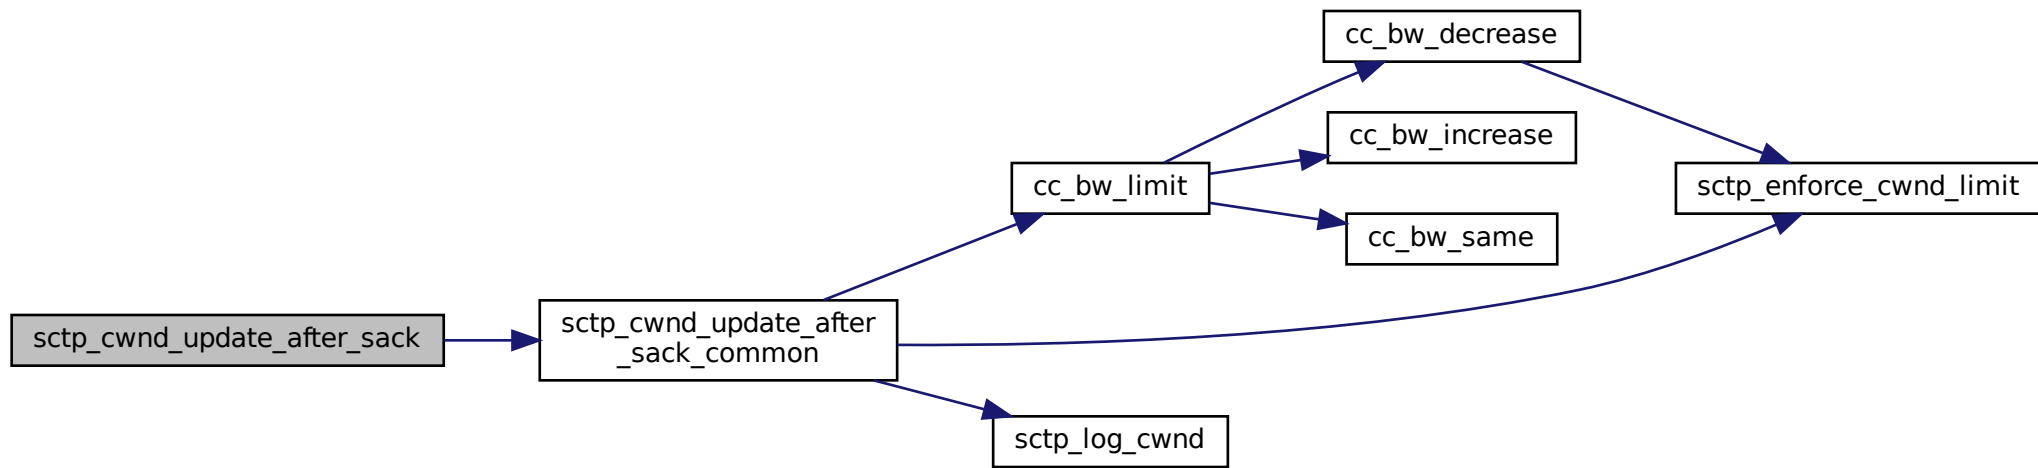 sctp_cwnd_update_after_sack
sctp_cwnd_update_after
_sack_common
cc_bw_limit
cc_bw_decrease
cc_bw_increase
cc_bw_same
sctp_enforce_cwnd_limit
sctp_log_cwnd